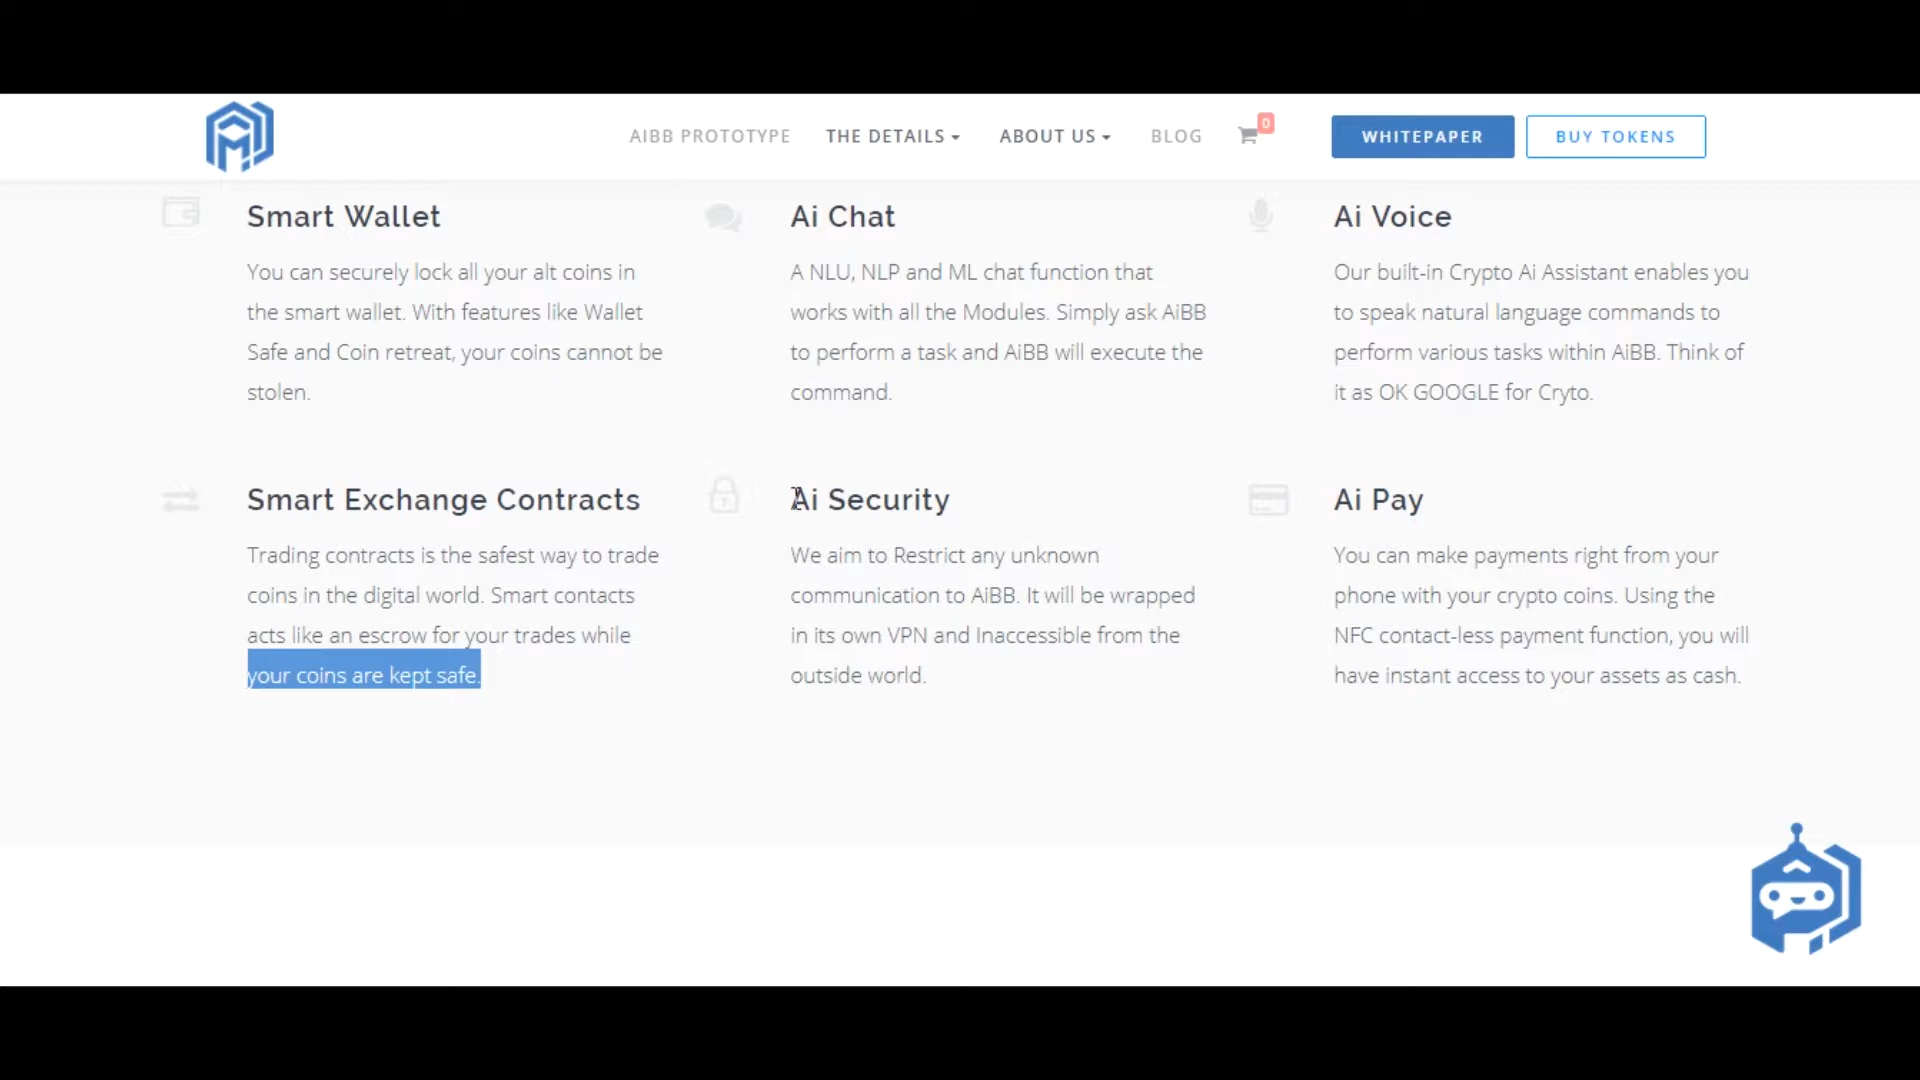 AIBB PROTOTYPE THE DETAILS ABOUT US BLOG 0 WHITEPAPER BUY TOKENS
Smart Wallet
You can securely lock all your alt coins in
the smart wallet. With features like Wallet
Safe and Coin retreat, your coins cannot be
stolen.
Ai Chat
A NLU, NLP and ML chat function that
works with all the Modules. Simply ask AiBB
to perform a task and AiBB will execute the
command.
Ai Voice
Our built-in Crypto Ai Assistant enables you
to speak natural language commands to
perform various tasks within AiBB. Think of
it as OK GOOGLE for Cryto.
Smart Exchange Contracts
Trading contracts is the safest way to trade
coins in the digital world. Smart contacts
acts like an escrow for your trades while
your coins are kept safe.
Ai Security
We aim to Restrict any unknown
communication to AiBB. It will be wrapped
in its own VPN and Inaccessible from the
outside world.
Ai Pay
You can make payments right from your
phone with your crypto coins. Using the
NFC contact-less payment function, you will
have instant access to your assets as cash.